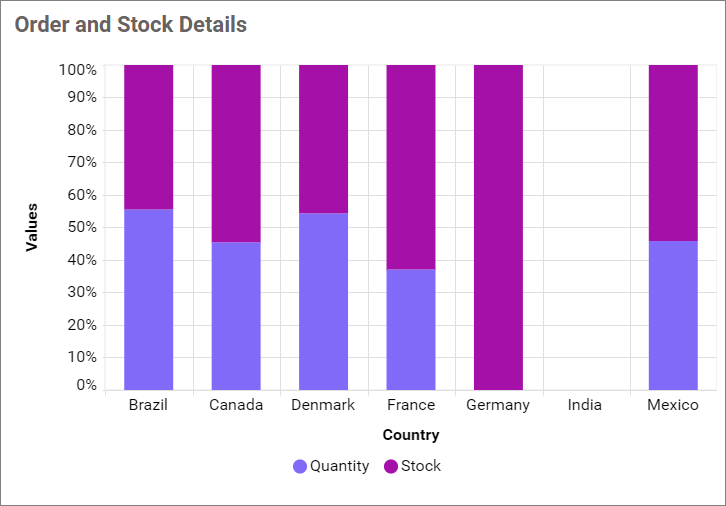 Order and Stock Details
100%
90%
80%
70%
60%
50%
40%
30%
20%
10%
0%
Values
Brazil Canada Denmark France Germany India Mexico
Country
Quantity Stock